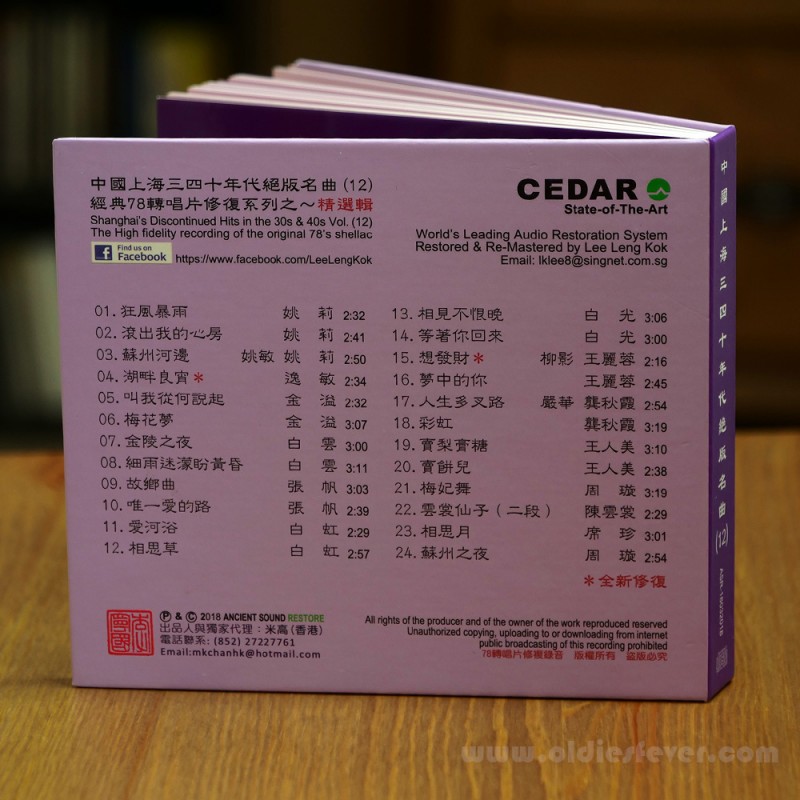 中國上海三四十年代絕版名曲(12)
經典78轉唱片修復系列之～精選輯
Shanghai's Discontinued Hits in the 30s & 40s Vol. (12)
The High fidelity recording of the original 78's shellac
f Find us on Facebook https://www.facebook.com/LeeLengKok
CEDAR
State-of-The-Art
World's Leading Audio Restoration System
Restored & Re-Mastered by Lee Leng Kok
Email: lklee8@singnet.com.sg
01. 狂風暴雨 姚莉 2:32
02. 滾出我的心房 姚莉 2:41
03. 蘇州河邊 姚敏 姚莉 2:50
04. 湖畔良宵* 逸敏 2:34
05. 叫我從何說起 金溢 2:32
06. 梅花夢 金溢 3:07
07. 金陵之夜 白雲 3:00
08. 細雨迷濛盼黃昏 白雲 3:11
09. 故鄉曲 張帆 3:03
10. 唯一愛的路 張帆 2:39
11. 愛河浴 白虹 2:29
12. 相思草 白虹 2:57
13. 相見不恨晚 白光 3:06
14. 等著你回來 白光 3:00
15. 想發財* 柳影 王麗蓉 2:16
16. 夢中的你 王麗蓉 2:45
17. 人生多叉路 嚴華 龔秋霞 2:54
18. 彩虹 龔秋霞 3:19
19. 賣梨膏糖 王人美 3:10
20. 賣餅兒 王人美 2:38
21. 梅妃舞 周璇 3:19
22. 雲裳仙子（二段） 陳雲裳 2:29
23. 相思月 席珍 3:01
24. 蘇州之夜 周璇 2:54
*全新修復
Ⓟ & © 2018 ANCIENT SOUND RESTORE
出品人與獨家代理：米高(香港)
電話聯系: (852) 27227761
Email:mkchanhk@hotmail.com
All rights of the producer and of the owner of the work reproduced reserved
Unauthorized copying, uploading to or downloading from internet
public broadcasting of this recording prohibited
78轉唱片修複錄音 版權所有 盜版必究
中國上海三四十年代絕版名曲(12)
www.oldiesfever.com